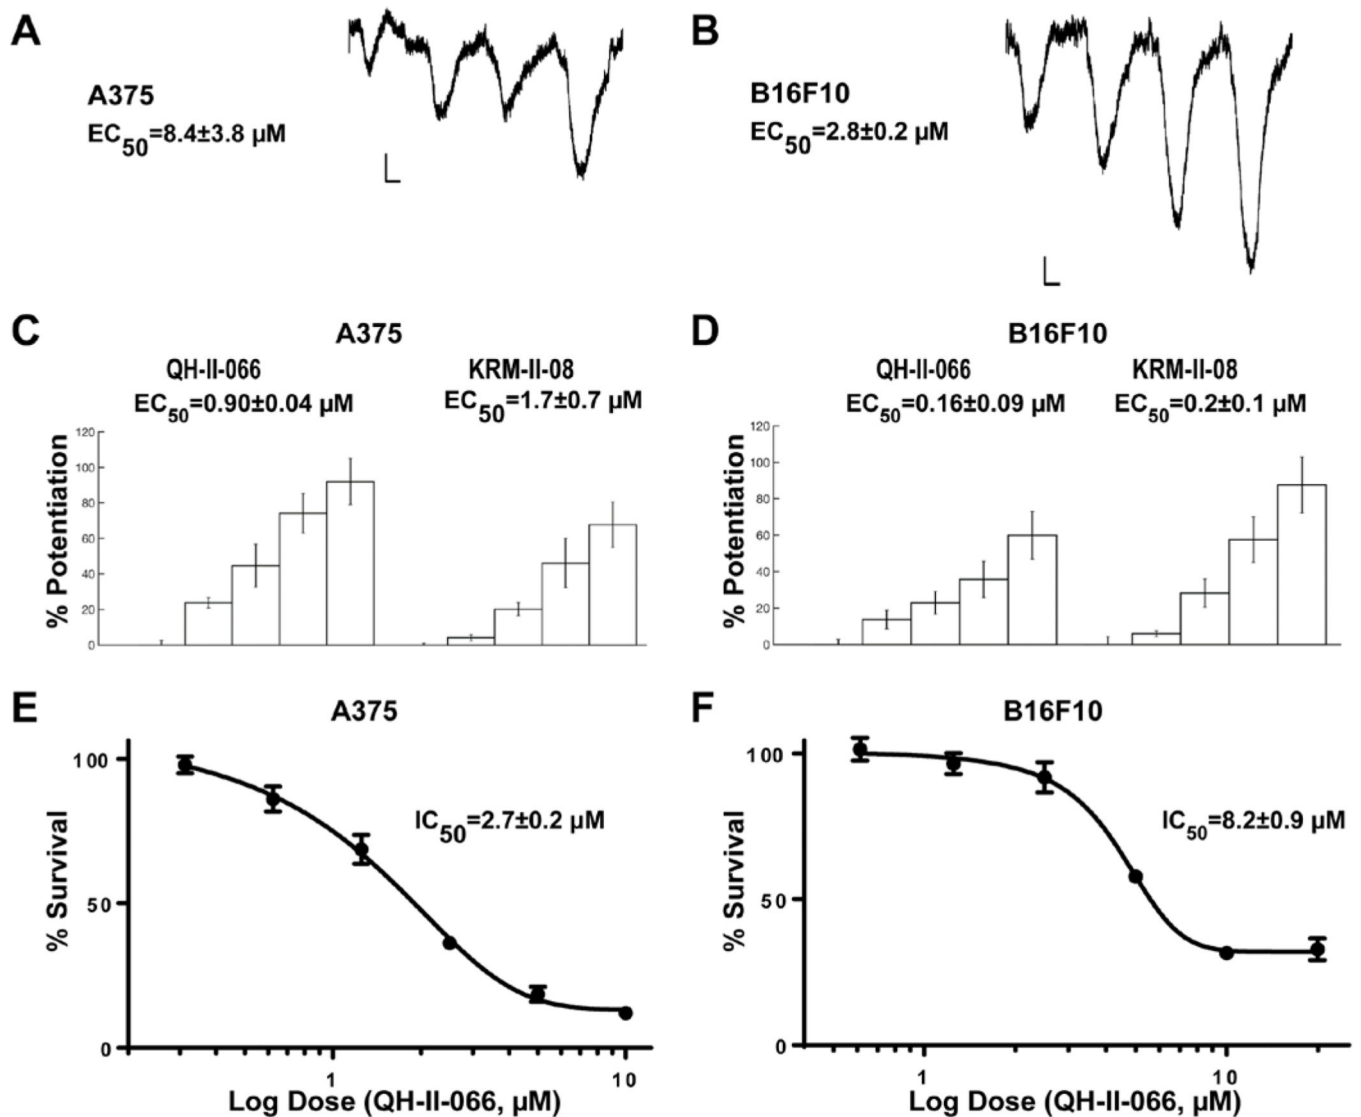 A
A375
EC50=8.4±3.8 µM
B
B16F10
EC50=2.8±0.2 µM
C
A375
QH-II-066
EC50=0.90±0.04 µM
KRM-II-08
EC50=1.7±0.7 µM
% Potentiation
120
100
80
60
40
20
0
D
B16F10
QH-II-066
EC50=0.16±0.09 µM
KRM-II-08
EC50=0.2±0.1 µM
% Potentiation
120
100
80
60
40
20
0
E
A375
IC50=2.7±0.2 µM
% Survival
100
50
0
1
10
Log Dose (QH-II-066, µM)
F
B16F10
IC50=8.2±0.9 µM
% Survival
100
50
0
1
10
Log Dose (QH-II-066, µM)